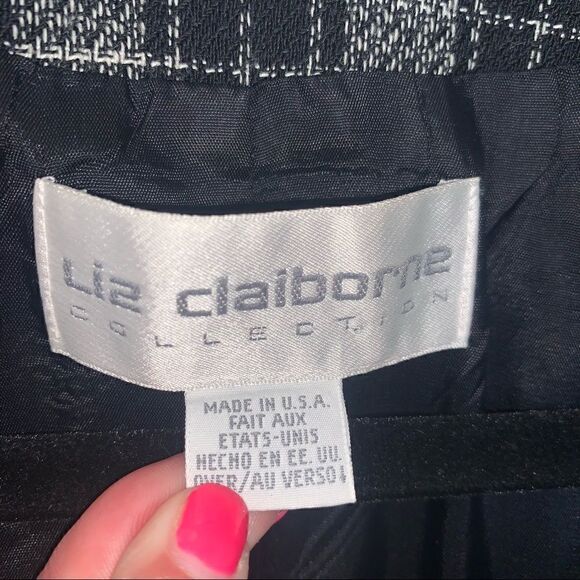 Liz claiborne
COLLECTION
MADE IN U.S.A.
FAIT AUX
ETATS-UNIS
HECHO EN EE. UU.
OVER/AU VERSO